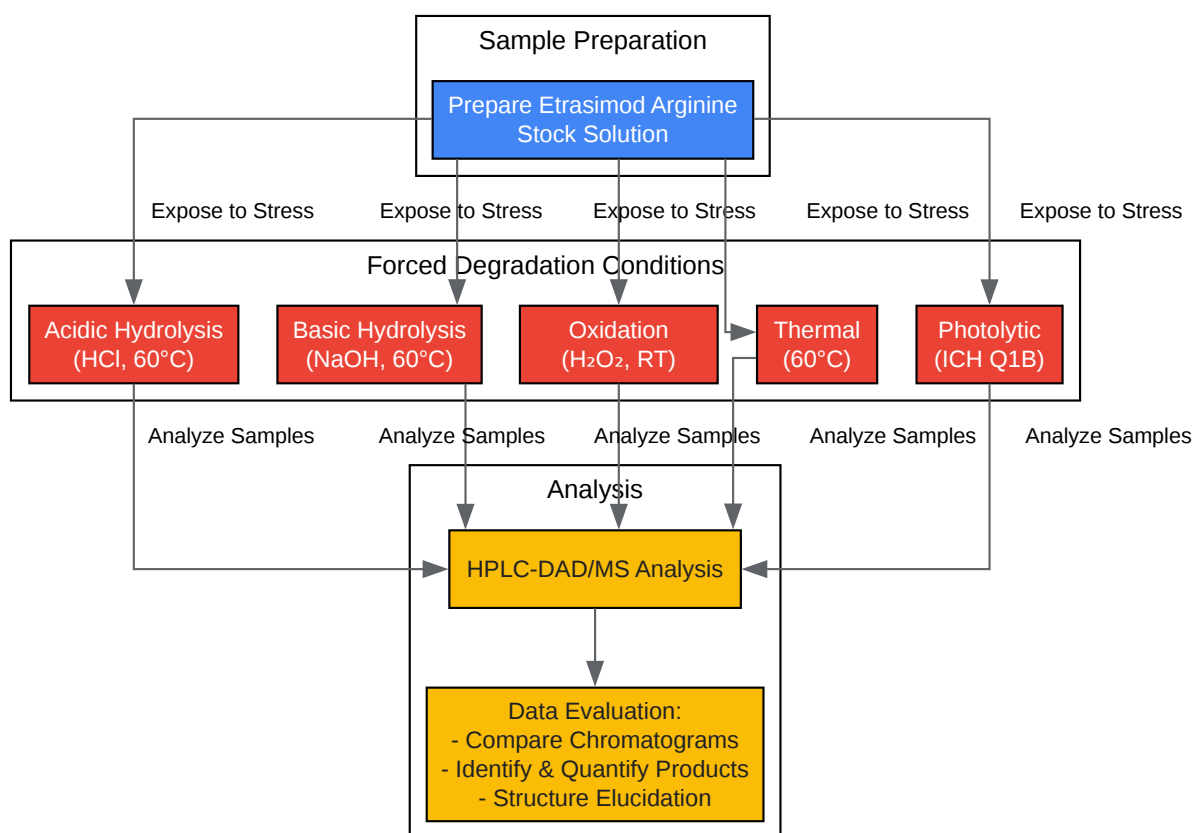 Sample Preparation
Prepare Etrasimod Arginine
Stock Solution
Expose to Stress
Expose to Stress
Expose to Stress
Expose to Stress
Expose to Stress
Forced Degradation Conditions
Acidic Hydrolysis
(HCl, 60°C)
Basic Hydrolysis
(NaOH, 60°C)
Oxidation
(H₂O₂, RT)
Thermal
(60°C)
Photolytic
(ICH Q1B)
Analyze Samples
Analyze Samples
Analyze Samples
Analyze Samples
Analyze Samples
Analysis
HPLC-DAD/MS Analysis
Data Evaluation:
- Compare Chromatograms
- Identify & Quantify Products
- Structure Elucidation